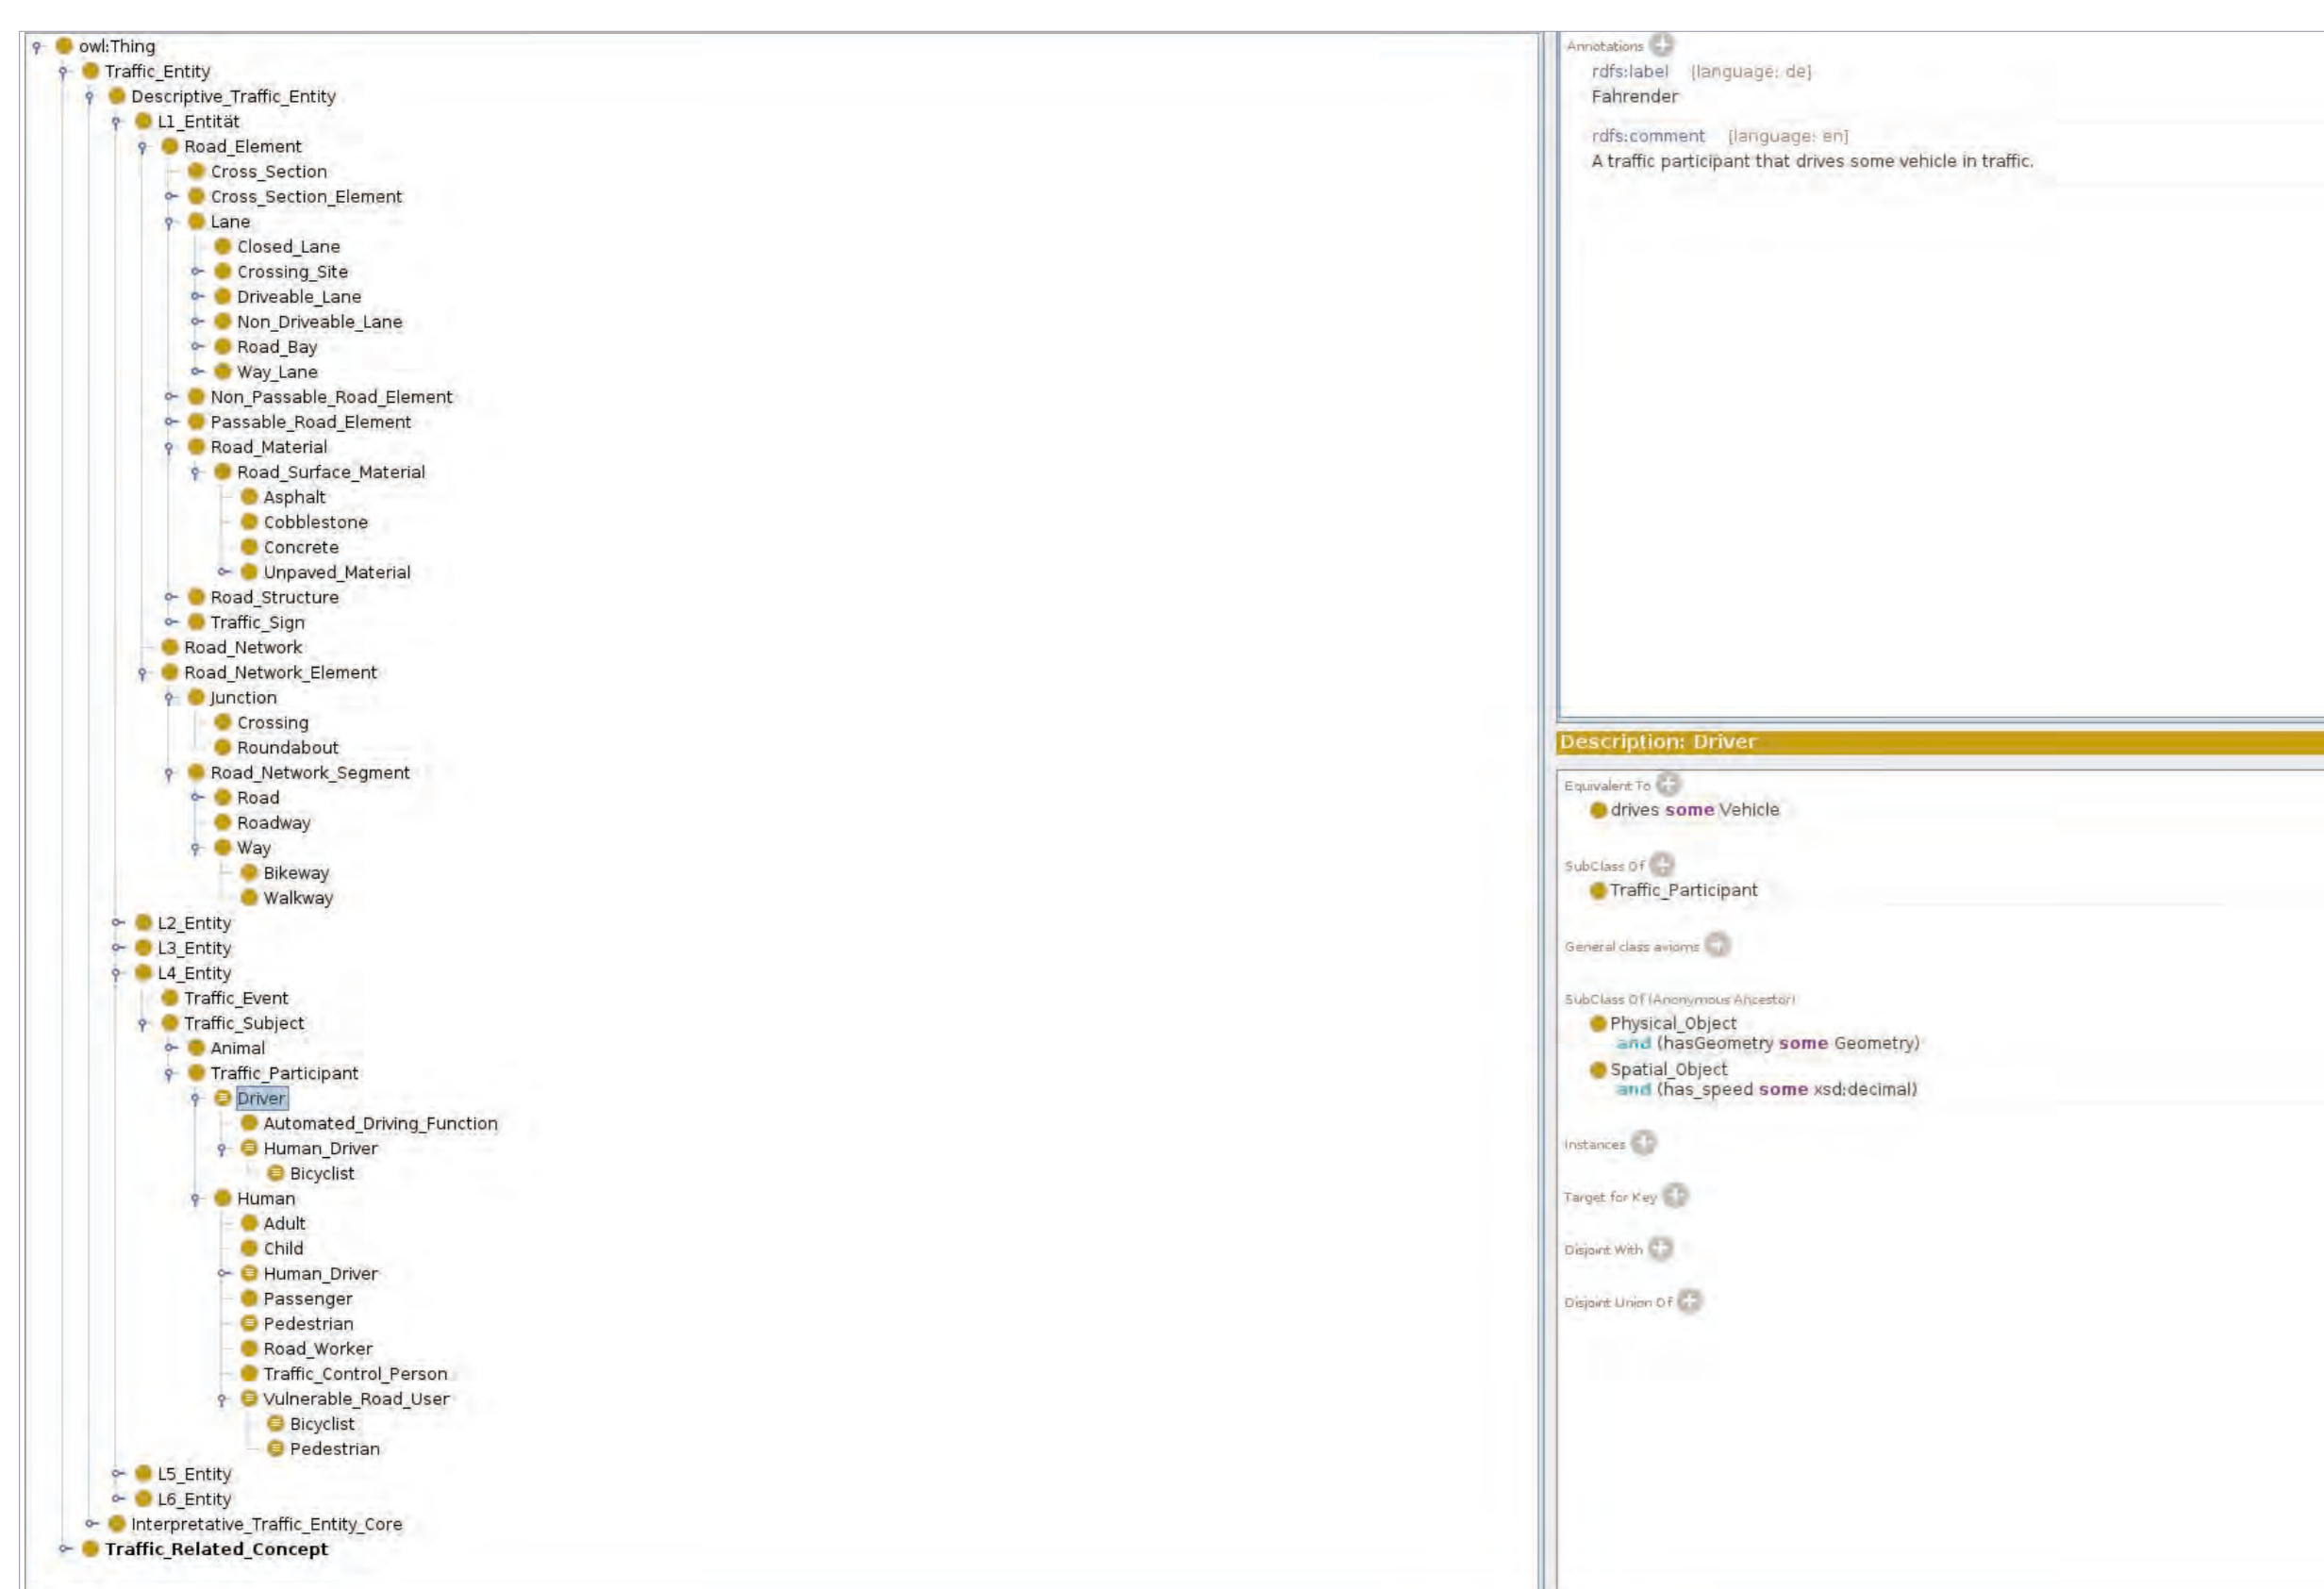 owl:Thing
Traffic_Entity
Descriptive_Traffic_Entity
L1_Entität
Road_Element
Cross_Section
Cross_Section_Element
Lane
Closed_Lane
Crossing_Site
Driveable_Lane
Non_Driveable_Lane
Road_Bay
Way_Lane
Non_Passable_Road_Element
Passable_Road_Element
Road_Material
Road_Surface_Material
Asphalt
Cobblestone
Concrete
Unpaved_Material
Road_Structure
Traffic_Sign
Road_Network
Road_Network_Element
Junction
Crossing
Roundabout
Road_Network_Segment
Road
Roadway
Way
Bikeway
Walkway
L2_Entity
L3_Entity
L4_Entity
Traffic_Event
Traffic_Subject
Animal
Traffic_Participant
Driver
Automated_Driving_Function
Human_Driver
Bicyclist
Human
Adult
Child
Human_Driver
Passenger
Pedestrian
Road_Worker
Traffic_Control_Person
Vulnerable_Road_User
Bicyclist
Pedestrian
L5_Entity
L6_Entity
Interpretative_Traffic_Entity_Core
Traffic_Related_Concept
Annotations
rdfs:label [language: de]
Fahrender
rdfs:comment [language: en]
A traffic participant that drives some vehicle in traffic.
Description: Driver
Equivalent To
drives some Vehicle
SubClass Of
Traffic_Participant
General class axioms
SubClass Of (Anonymous Ancestor)
Physical_Object
and (hasGeometry some Geometry)
Spatial_Object
and (has_speed some xsd:decimal)
Instances
Target for Key
Disjoint With
Disjoint Union Of